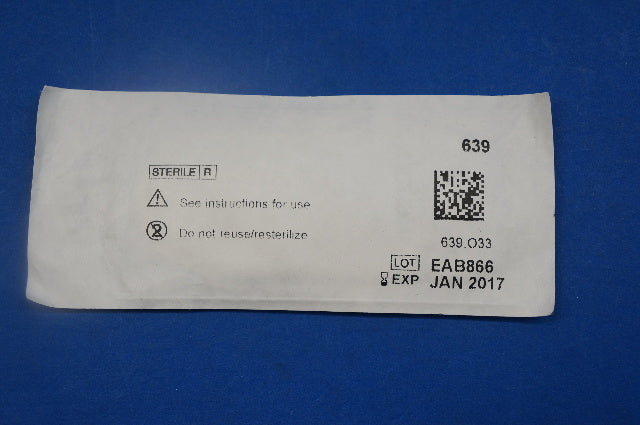 639
STERILE R
See instructions for use
Do not reuse/resterilize
639.O33
LOT EAB866
EXP JAN 2017